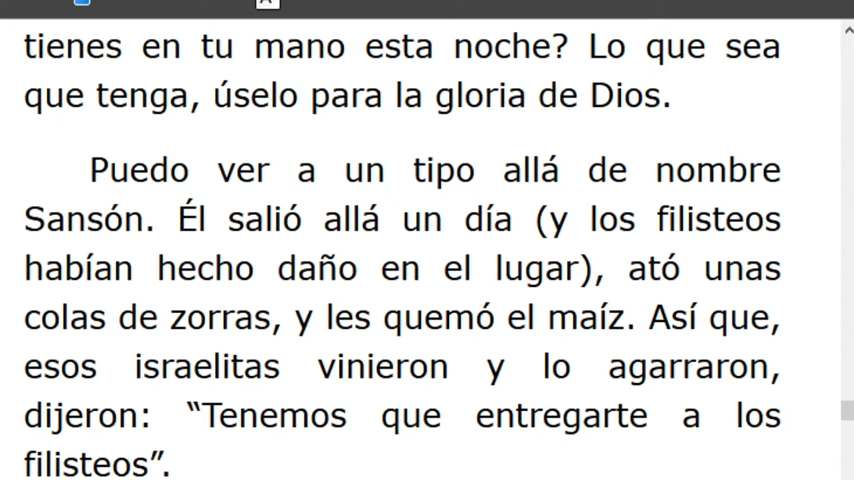 tienes en tu mano esta noche? Lo que sea
que tenga, úselo para la gloria de Dios.
Puedo ver a un tipo allá de nombre
Sansón. Él salió allá un día (y los filisteos
habían hecho daño en el lugar), ató unas
colas de zorras, y les quemó el maíz. Así que,
esos israelitas vinieron y lo agarraron,
dijeron: “Tenemos que entregarte a los
filisteos”.